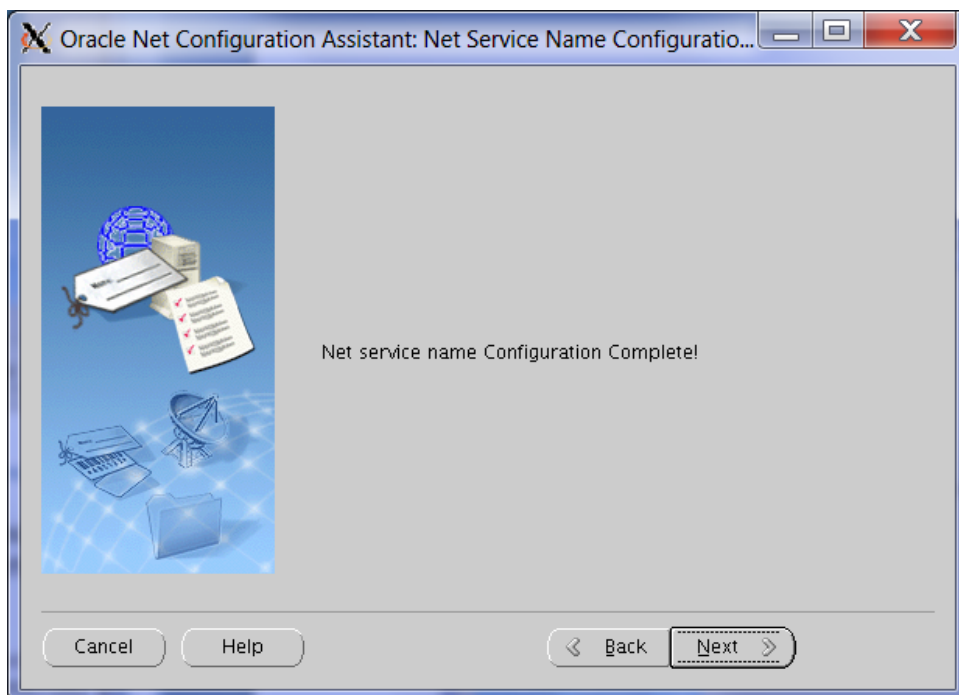 Oracle Net Configuration Assistant: Net Service Name Configuratio...
Net service name Configuration Complete!
Cancel
Help
Back
Next